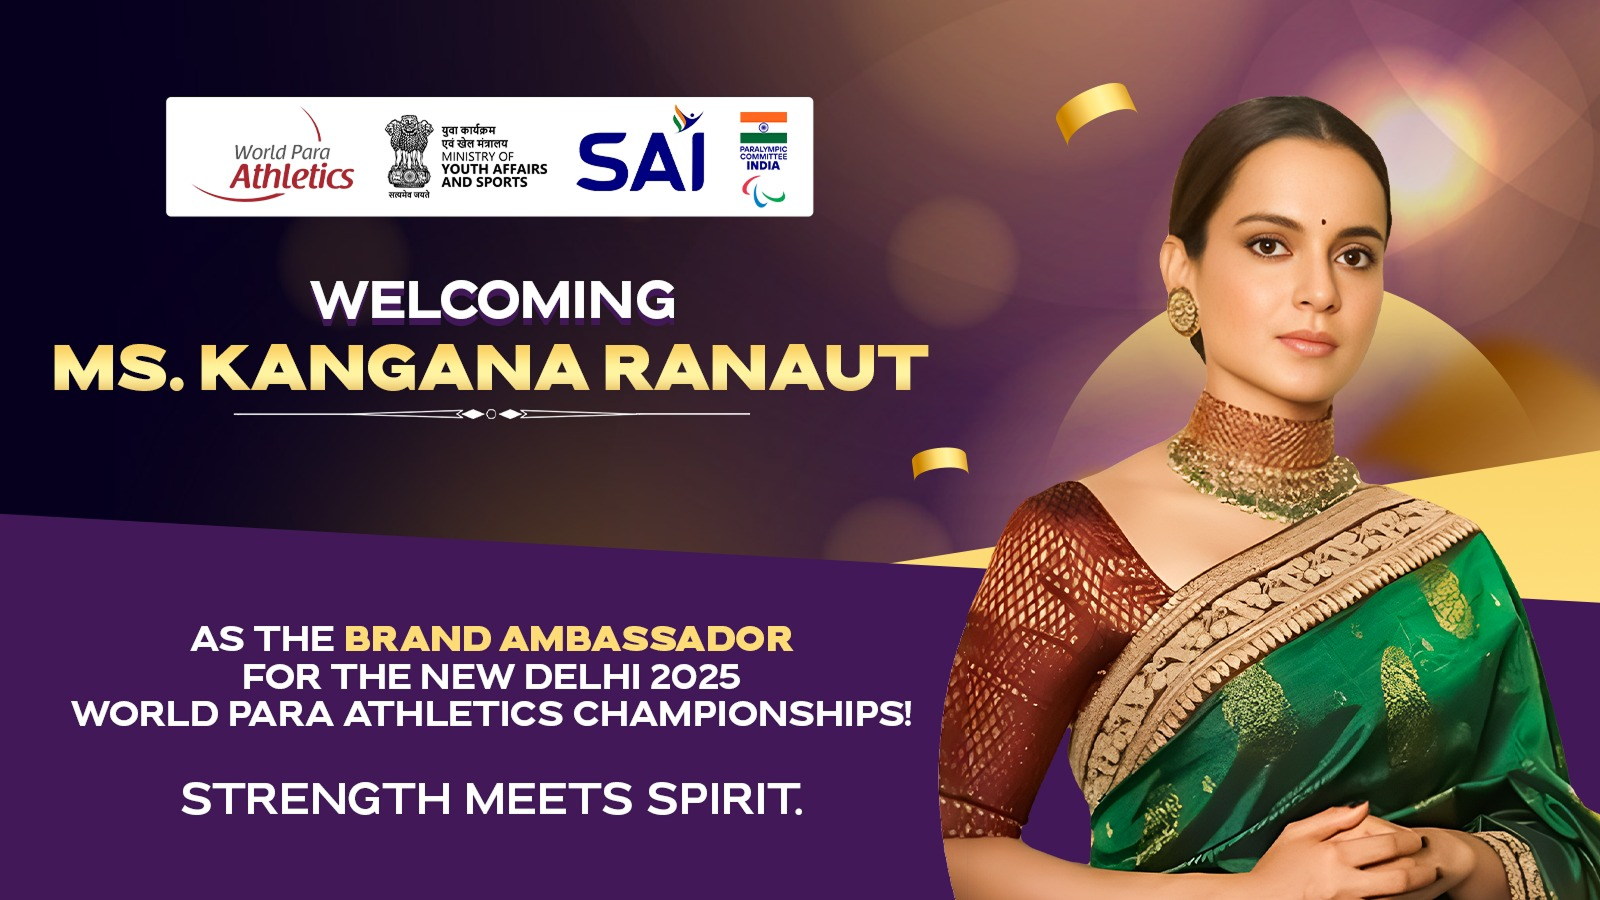 World Para
Athletics
युवा कार्यक्रम
एवं खेल मंत्रालय
MINISTRY OF
YOUTH AFFAIRS
AND SPORTS
सत्यमेव जयते
SAI
PARALYMPIC
COMMITTEE
INDIA
WELCOMING
MS. KANGANA RANAUT
AS THE BRAND AMBASSADOR
FOR THE NEW DELHI 2025
WORLD PARA ATHLETICS CHAMPIONSHIPS!
STRENGTH MEETS SPIRIT.